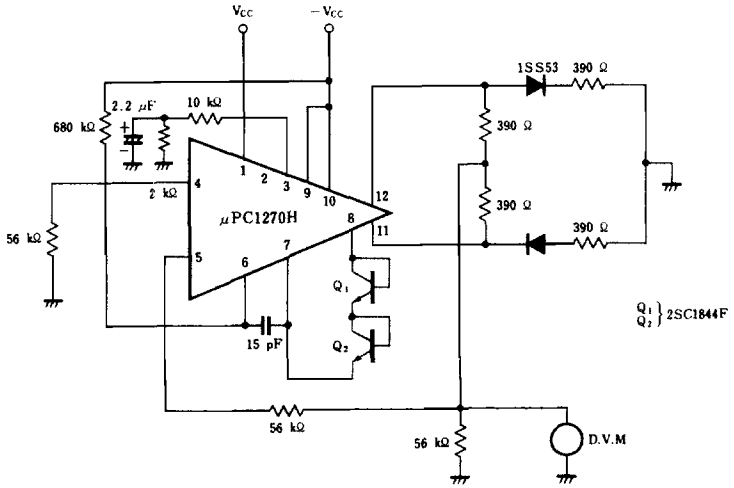 VCC
−VCC
1SS53
390 Ω
2.2 μF
10 kΩ
680 kΩ
+
−
390 Ω
1
2
3
9
10
4
2 kΩ
12
μPC1270H
8
11
390 Ω
390 Ω
56 kΩ
5
6
7
Q1
Q2
15 pF
Q1
Q2 } 2SC1844F
56 kΩ
56 kΩ
D.V.M